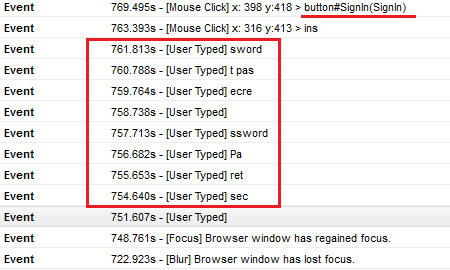 Event 769.495s - [Mouse Click] x: 398 y:418 > button#SignIn(SignIn)
Event 763.393s - [Mouse Click] x: 316 y:413 > ins
Event 761.813s - [User Typed] sword
Event 760.788s - [User Typed] t pas
Event 759.764s - [User Typed] ecre
Event 758.738s - [User Typed]
Event 757.713s - [User Typed] ssword
Event 756.682s - [User Typed] Pa
Event 755.653s - [User Typed] ret
Event 754.640s - [User Typed] sec
Event 751.607s - [User Typed]
Event 748.761s - [Focus] Browser window has regained focus.
Event 722.923s - [Blur] Browser window has lost focus.